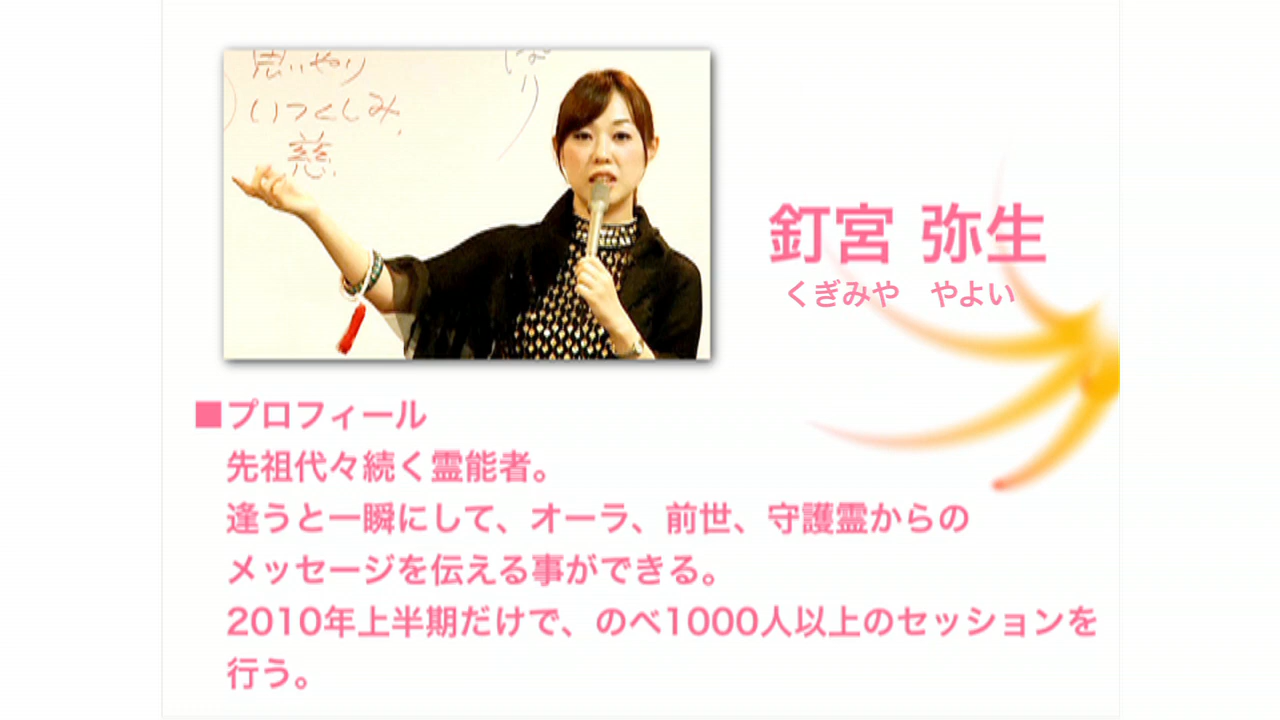 思いやり
いつくしみ
慈
釘宮 弥生
くぎみや やよい
■プロフィール
先祖代々続く霊能者。
逢うと一瞬にして、オーラ、前世、守護霊からの
メッセージを伝える事ができる。
2010年上半期だけで、のべ1000人以上のセッションを
行う。